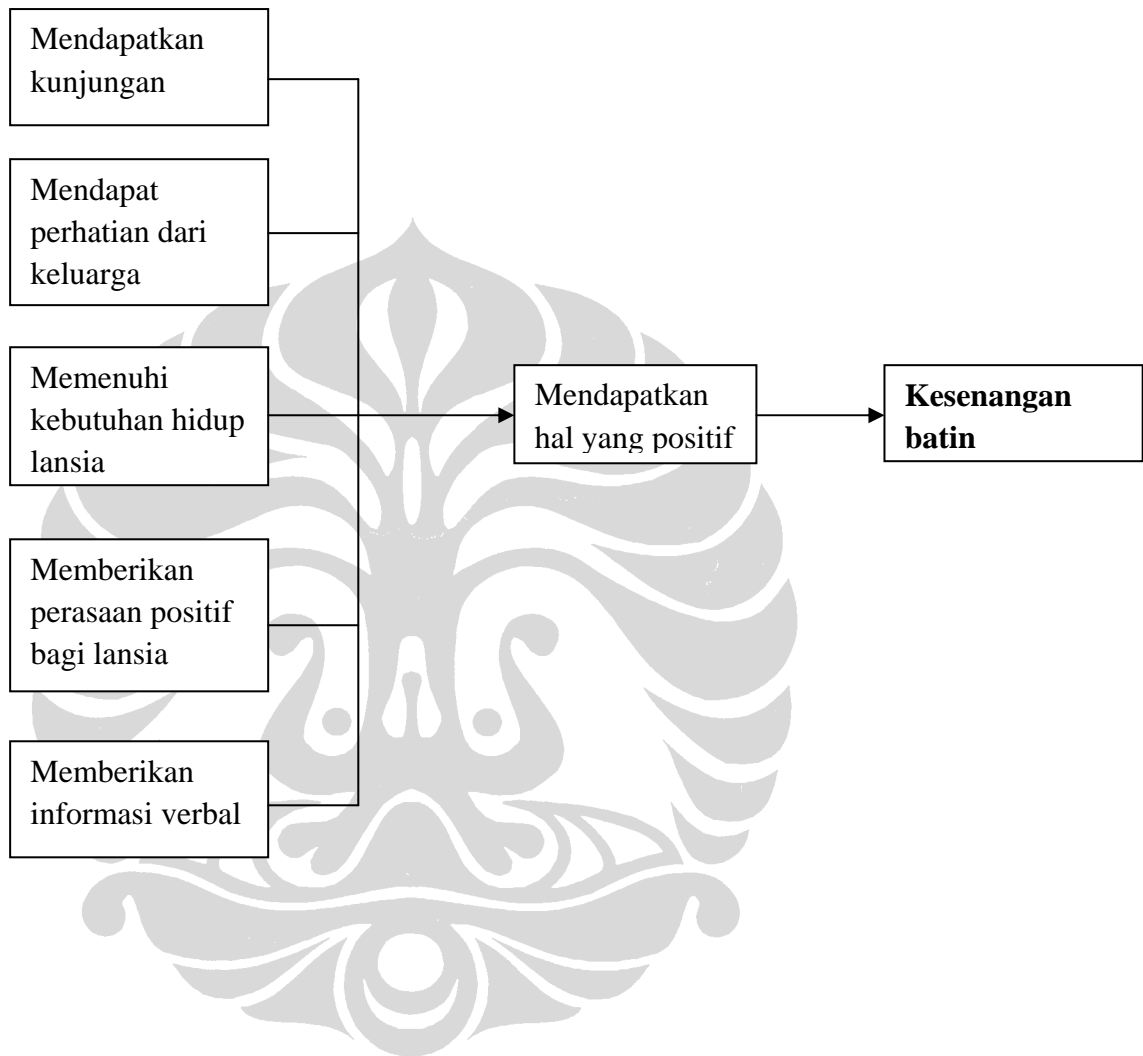 Mendapatkan
kunjungan
Mendapat
perhatian dari
keluarga
Memenuhi
kebutuhan hidup
lansia
Memberikan
perasaan positif
bagi lansia
Memberikan
informasi verbal
Mendapatkan
hal yang positif
Kesenangan
batin